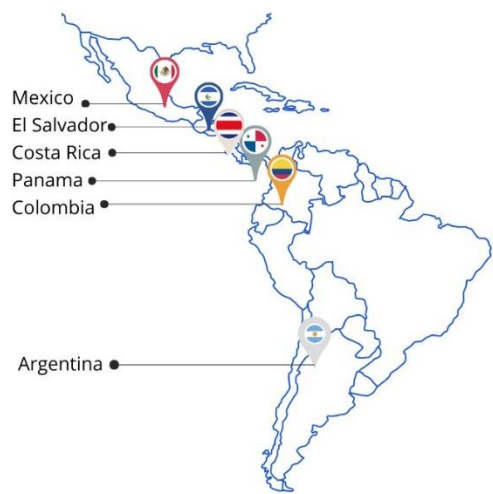 Mexico
El Salvador
Costa Rica
Panama
Colombia
Argentina